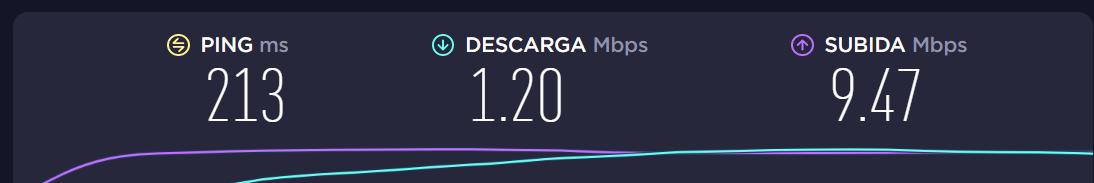 PING ms DESCARGA Mbps SUBIDA Mbps
213 1.20 9.47